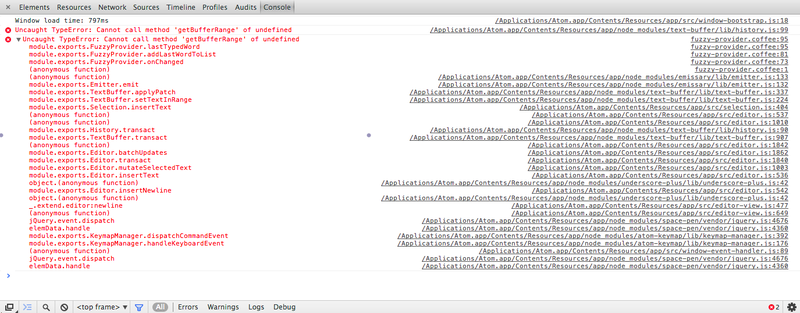 Elements Resources Network Sources Timeline Profiles Audits Console
Window load time: 797ms /Applications/Atom.app/Contents/Resources/app/src/window-bootstrap.js:18
Uncaught TypeError: Cannot call method 'getBufferRange' of undefined /Applications/Atom.app/Contents/Resources/app/node_modules/text-buffer/lib/history.js:99
Uncaught TypeError: Cannot call method 'getBufferRange' of undefined fuzzy-provider.coffee:95
module.exports.FuzzyProvider.lastTypedWord fuzzy-provider.coffee:95
module.exports.FuzzyProvider.addLastWordToList fuzzy-provider.coffee:81
module.exports.FuzzyProvider.onChanged fuzzy-provider.coffee:73
(anonymous function) fuzzy-provider.coffee:1
(anonymous function) /Applications/Atom.app/Contents/Resources/app/node_modules/emissary/lib/emitter.js:133
module.exports.Emitter.emit /Applications/Atom.app/Contents/Resources/app/node_modules/emissary/lib/emitter.js:132
module.exports.TextBuffer.applyPatch /Applications/Atom.app/Contents/Resources/app/node_modules/text-buffer/lib/text-buffer.js:337
module.exports.TextBuffer.setTextInRange /Applications/Atom.app/Contents/Resources/app/node_modules/text-buffer/lib/text-buffer.js:224
module.exports.Selection.insertText /Applications/Atom.app/Contents/Resources/app/src/selection.js:404
(anonymous function) /Applications/Atom.app/Contents/Resources/app/src/editor.js:537
(anonymous function) /Applications/Atom.app/Contents/Resources/app/src/editor.js:1010
module.exports.History.transact /Applications/Atom.app/Contents/Resources/app/node_modules/text-buffer/lib/history.js:90
module.exports.TextBuffer.transact /Applications/Atom.app/Contents/Resources/app/node_modules/text-buffer/lib/text-buffer.js:907
(anonymous function) /Applications/Atom.app/Contents/Resources/app/src/editor.js:1842
module.exports.Editor.batchUpdates /Applications/Atom.app/Contents/Resources/app/src/editor.js:1862
module.exports.Editor.transact /Applications/Atom.app/Contents/Resources/app/src/editor.js:1840
module.exports.Editor.mutateSelectedText /Applications/Atom.app/Contents/Resources/app/src/editor.js:1003
module.exports.Editor.insertText /Applications/Atom.app/Contents/Resources/app/src/editor.js:536
object.(anonymous function) /Applications/Atom.app/Contents/Resources/app/node_modules/underscore-plus/lib/underscore-plus.js:42
module.exports.Editor.insertNewline /Applications/Atom.app/Contents/Resources/app/src/editor.js:542
object.(anonymous function) /Applications/Atom.app/Contents/Resources/app/node_modules/underscore-plus/lib/underscore-plus.js:42
_.extend.editor:newline /Applications/Atom.app/Contents/Resources/app/src/editor-view.js:477
(anonymous function) /Applications/Atom.app/Contents/Resources/app/src/editor-view.js:649
jQuery.event.dispatch /Applications/Atom.app/Contents/Resources/app/node_modules/space-pen/vendor/jquery.js:4676
elemData.handle /Applications/Atom.app/Contents/Resources/app/node_modules/space-pen/vendor/jquery.js:4360
module.exports.KeymapManager.dispatchCommandEvent /Applications/Atom.app/Contents/Resources/app/node_modules/atom-keymap/lib/keymap-manager.js:392
module.exports.KeymapManager.handleKeyboardEvent /Applications/Atom.app/Contents/Resources/app/node_modules/atom-keymap/lib/keymap-manager.js:176
(anonymous function) /Applications/Atom.app/Contents/Resources/app/src/window-event-handler.js:89
jQuery.event.dispatch /Applications/Atom.app/Contents/Resources/app/node_modules/space-pen/vendor/jquery.js:4676
elemData.handle /Applications/Atom.app/Contents/Resources/app/node_modules/space-pen/vendor/jquery.js:4360
<top frame> All Errors Warnings Logs Debug 2